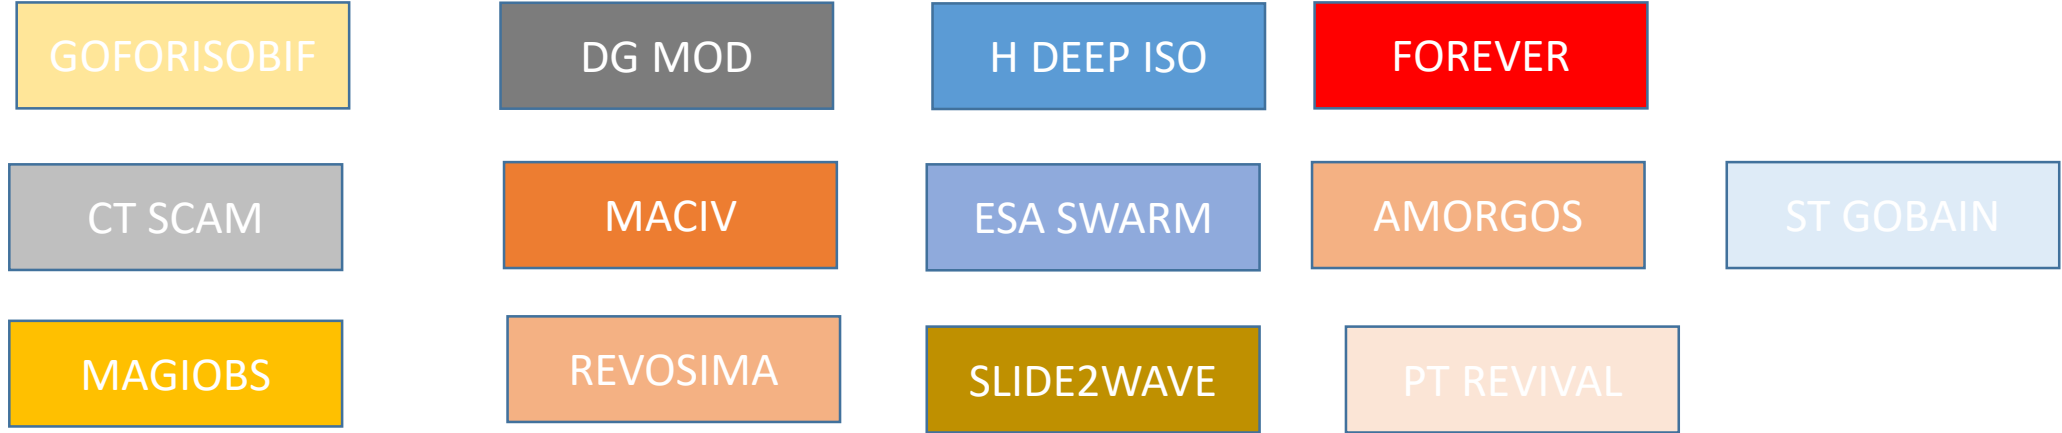 GOFORISOBIF
DG MOD
H DEEP ISO
FOREVER
CT SCAM
MACIV
ESA SWARM
AMORGOS
ST GOBAIN
MAGIOBS
REVOSIMA
SLIDE2WAVE
PT REVIVAL